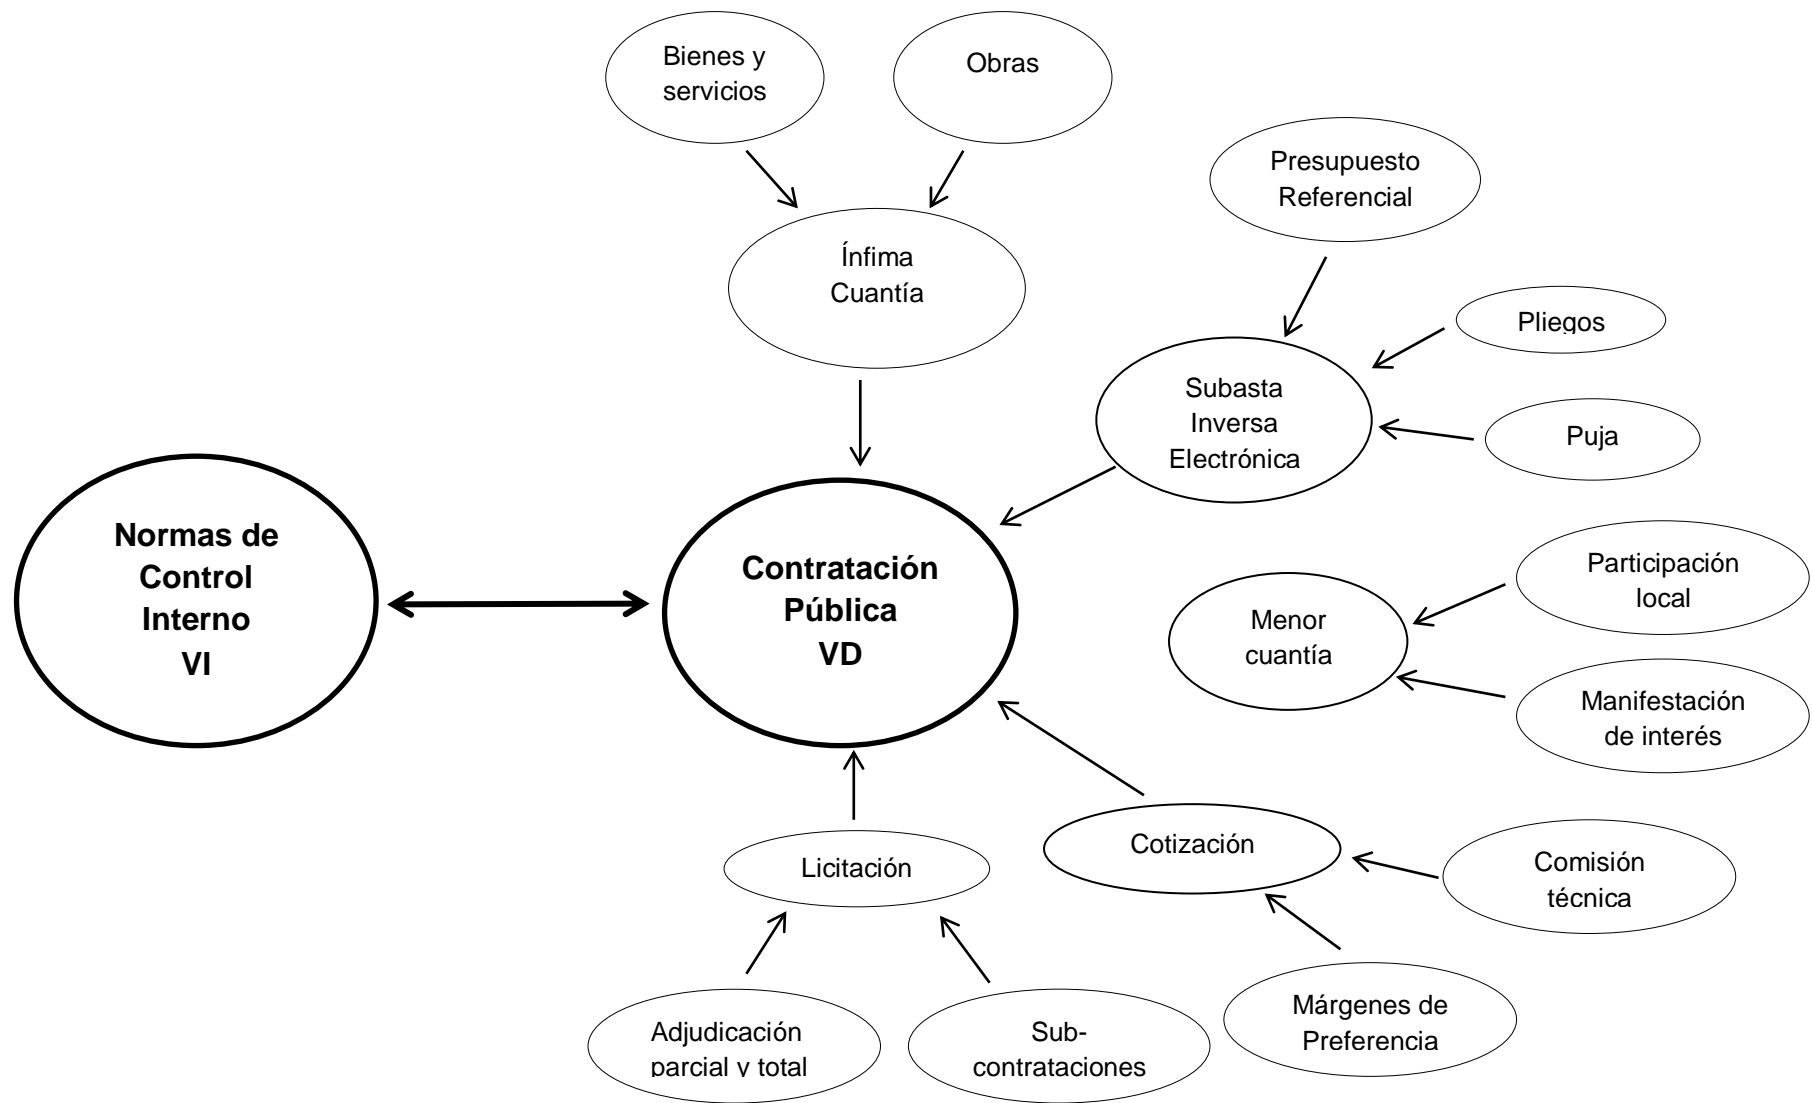 Bienes y
servicios
Obras
Presupuesto
Referencial
Ínfima
Cuantía
Pliegos
Subasta
Inversa
Electrónica
Puja
Normas de
Control
Interno
VI
Contratación
Pública
VD
Participación
local
Menor
cuantía
Manifestación
de interés
Cotización
Comisión
técnica
Licitación
Márgenes de
Preferencia
Adjudicación
parcial y total
Sub-
contrataciones